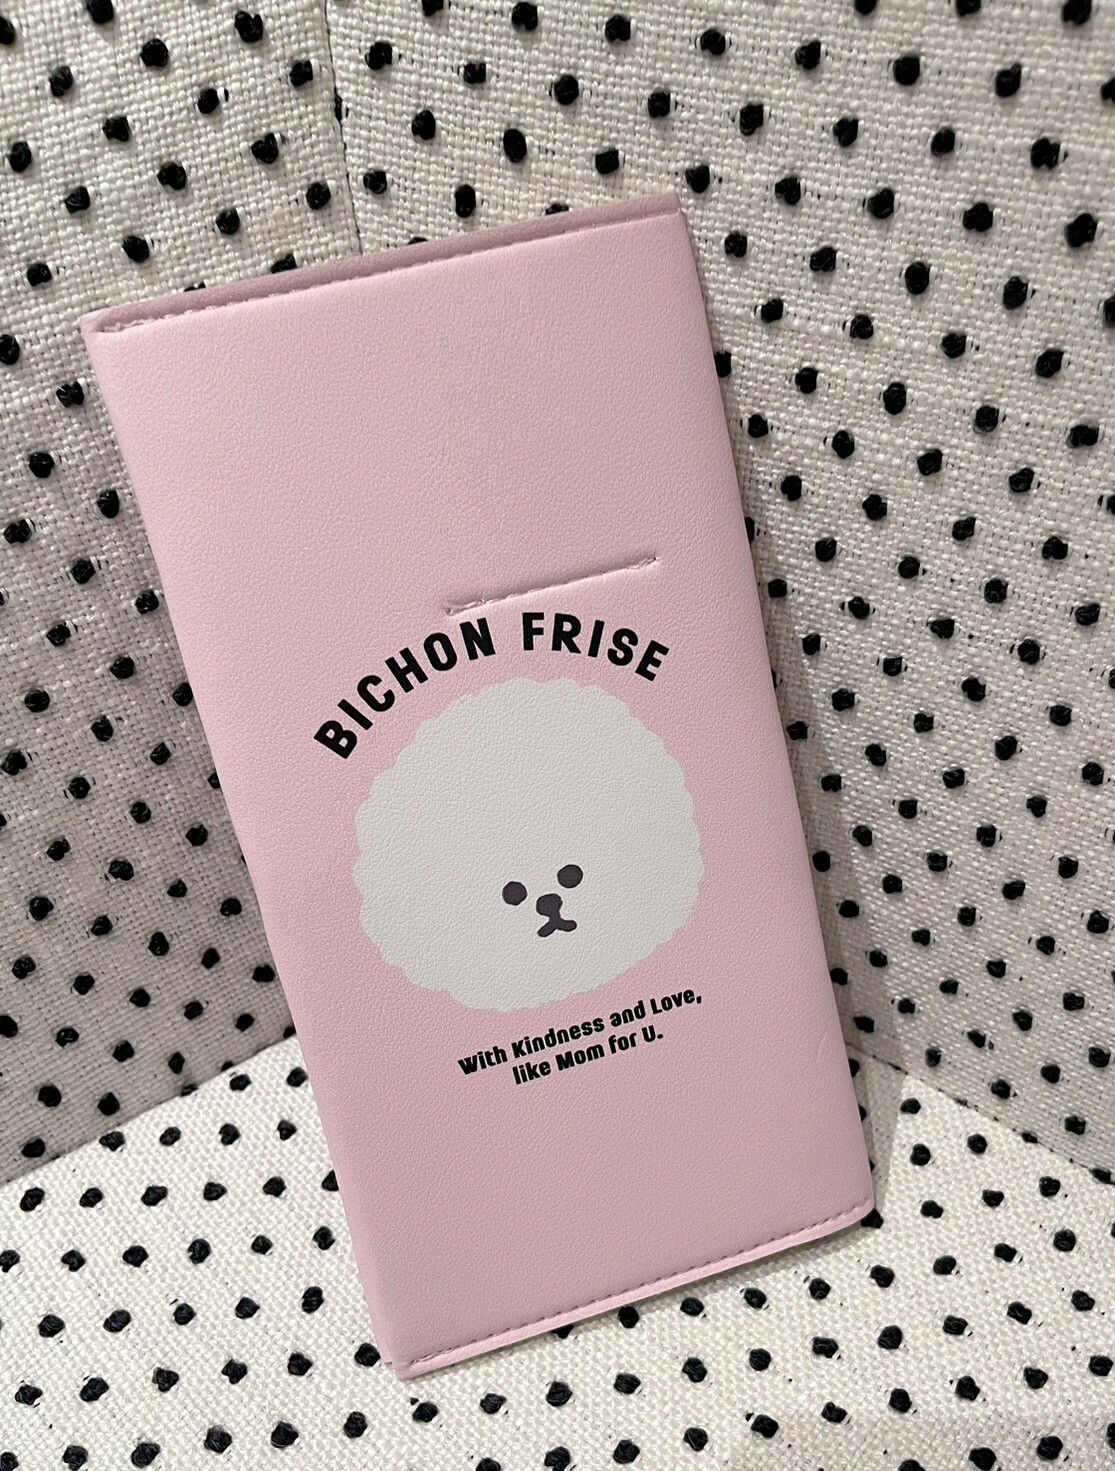 BICHON FRISE
With Kindness and Love,
like Mom for U.